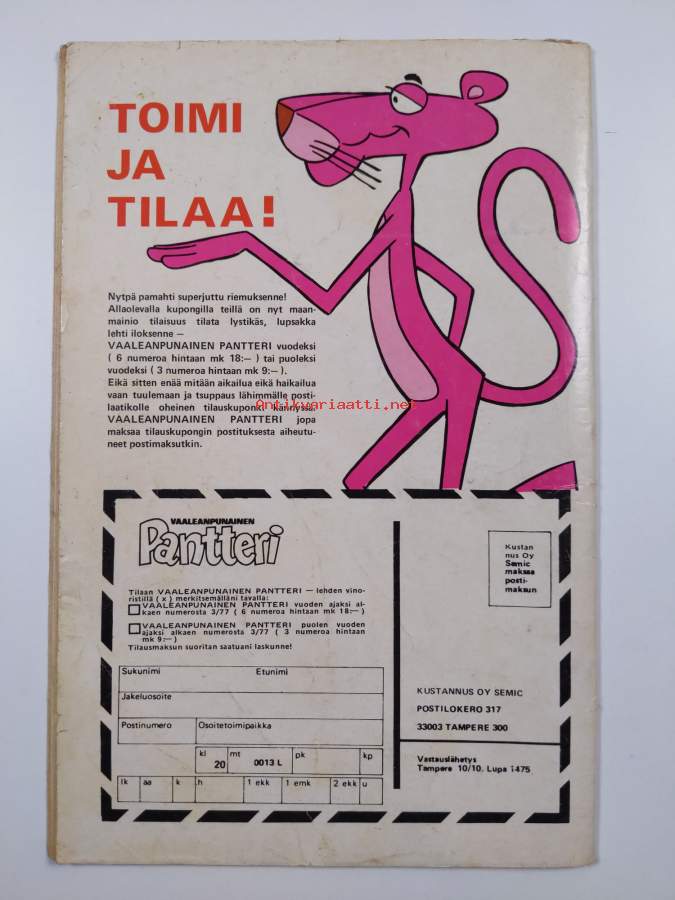 TOIMI
JA
TILAA!
Nytpä pamahti superjuttu riemuksenne!
Allaolevalla kupongilla teillä on nyt maan-
mainio tilaisuus tilata lystikäs, lupsakka
lehti iloksenne —
VAALEANPUNAINEN PANTTERI vuodeksi
( 6 numeroa hintaan mk 18:— ) tai puoleksi
vuodeksi ( 3 numeroa hintaan mk 9:— ).
Eikä sitten enää mitään aikailua eikä haikailua
vaan tuulemaan ja tsuppaus lähimmälle posti-
laatikolle oheinen tilauskuponki kännyssä.
Antikvariaatti.net
VAALEANPUNAINEN PANTTERI jopa
maksaa tilauskupongin postituksesta aiheutu-
neet postimaksutkin.
VAALEANPUNAINEN
Pantteri
Tilaan VAALEANPUNAINEN PANTTERI — lehden vino-
ristillä ( x ) merkitsemälläni tavalla:
VAALEANPUNAINEN PANTTERI vuoden ajaksi al-
kaen numerosta 3/77 ( 6 numeroa hintaan mk 18:— )
VAALEANPUNAINEN PANTTERI puolen vuoden
ajaksi alkaen numerosta 3/77 ( 3 numeroa hintaan
mk 9:— )
Tilausmaksun suoritan saatuani laskunne!
Sukunimi Etunimi
Jakeluosoite
Postinumero Osoitetoimipaikka
kl 20 mt 0013 L pk kp
lk aa k h 1 ekk 1 emk 2 ekk u
Kustan
nus Oy
Semic
maksaa
posti-
maksun
KUSTANNUS OY SEMIC
POSTILOKERO 317
33003 TAMPERE 300
Vastauslähetys
Tampere 10/10. Lupa 1475